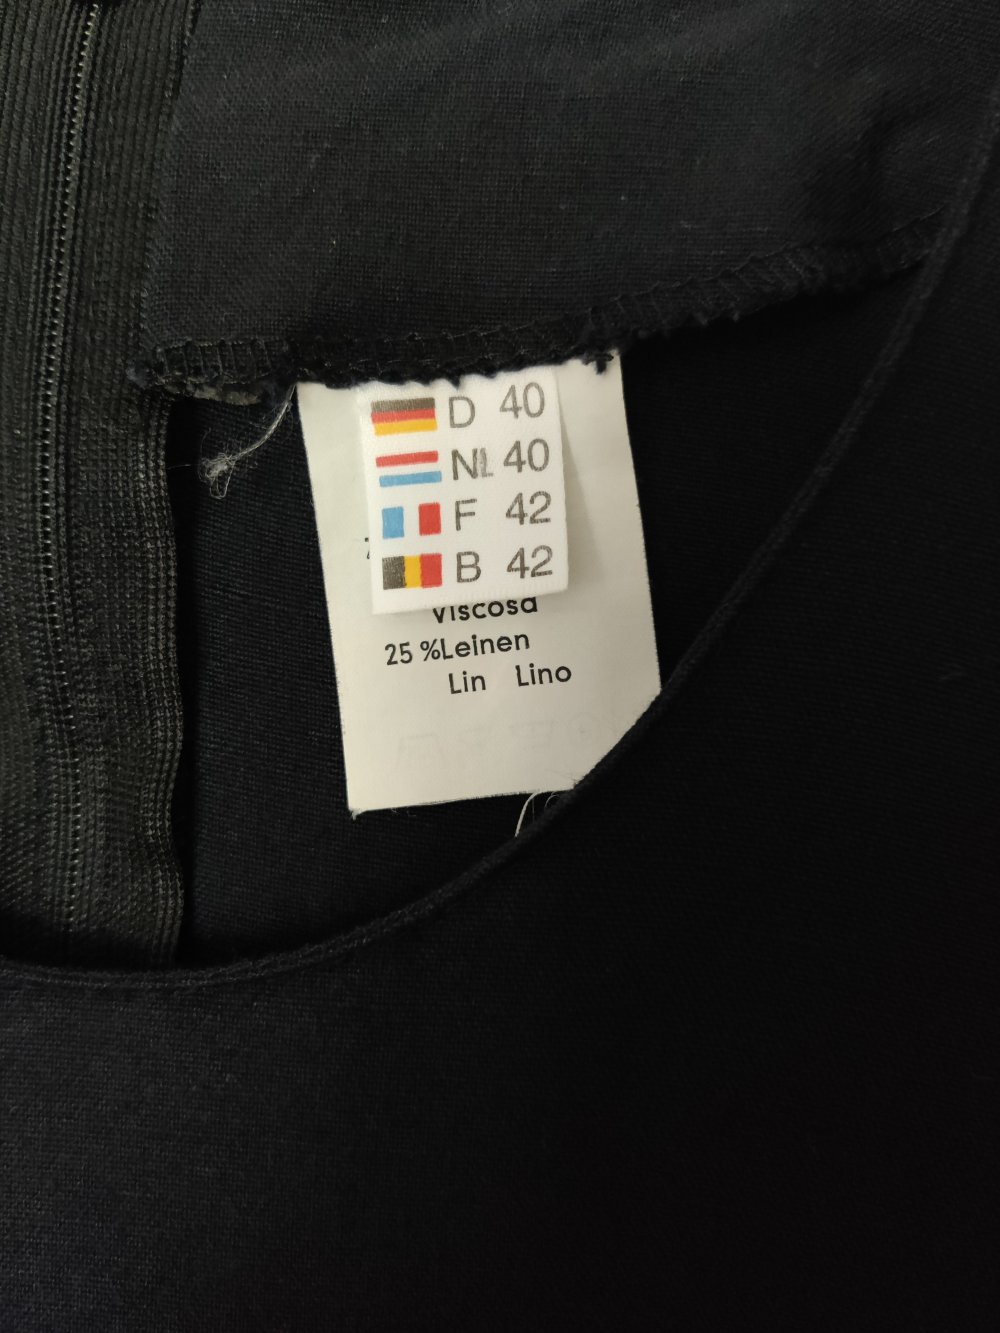 D 40
NL 40
F 42
B 42
Viscosa
25 %Leinen
Lin Lino